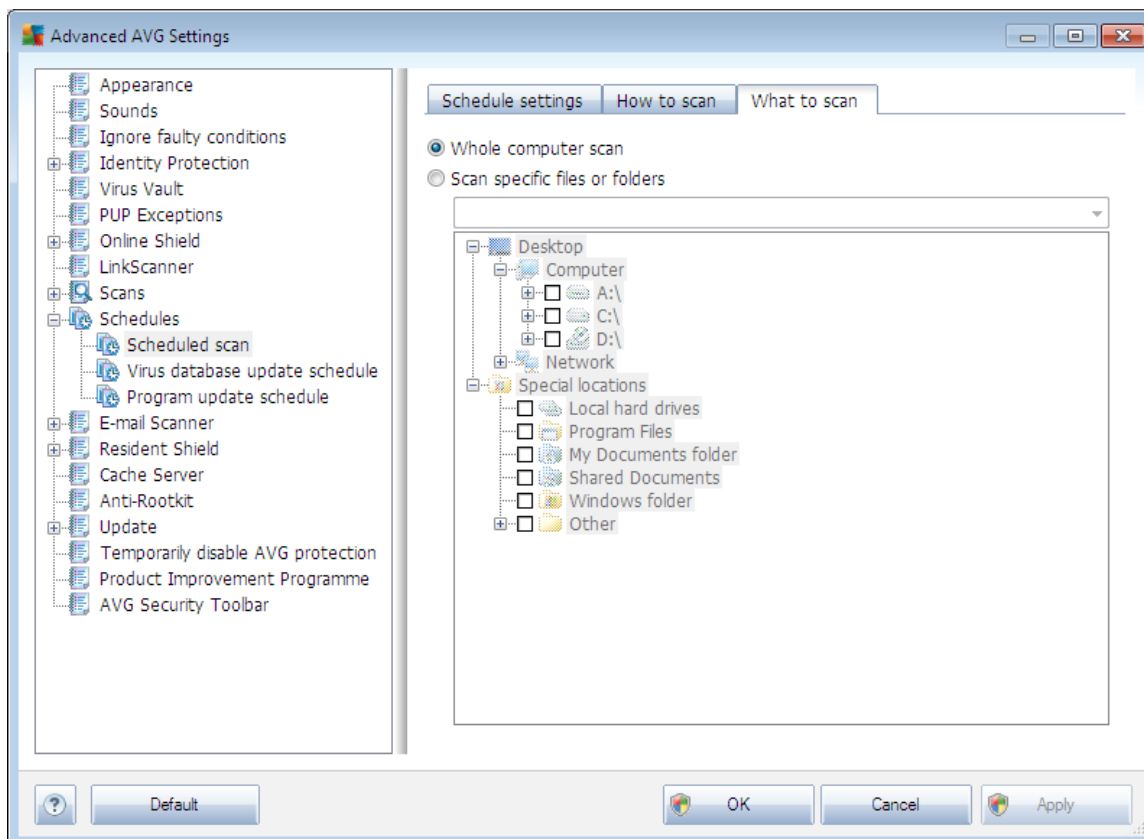 Advanced AVG Settings
Appearance
Sounds
Ignore faulty conditions
Identity Protection
Virus Vault
PUP Exceptions
Online Shield
LinkScanner
Scans
Schedules
Scheduled scan
Virus database update schedule
Program update schedule
E-mail Scanner
Resident Shield
Cache Server
Anti-Rootkit
Update
Temporarily disable AVG protection
Product Improvement Programme
AVG Security Toolbar
Schedule settings How to scan What to scan
Whole computer scan
Scan specific files or folders
Desktop
Computer
A:\
C:\
D:\
Network
Special locations
Local hard drives
Program Files
My Documents folder
Shared Documents
Windows folder
Other
? Default OK Cancel Apply